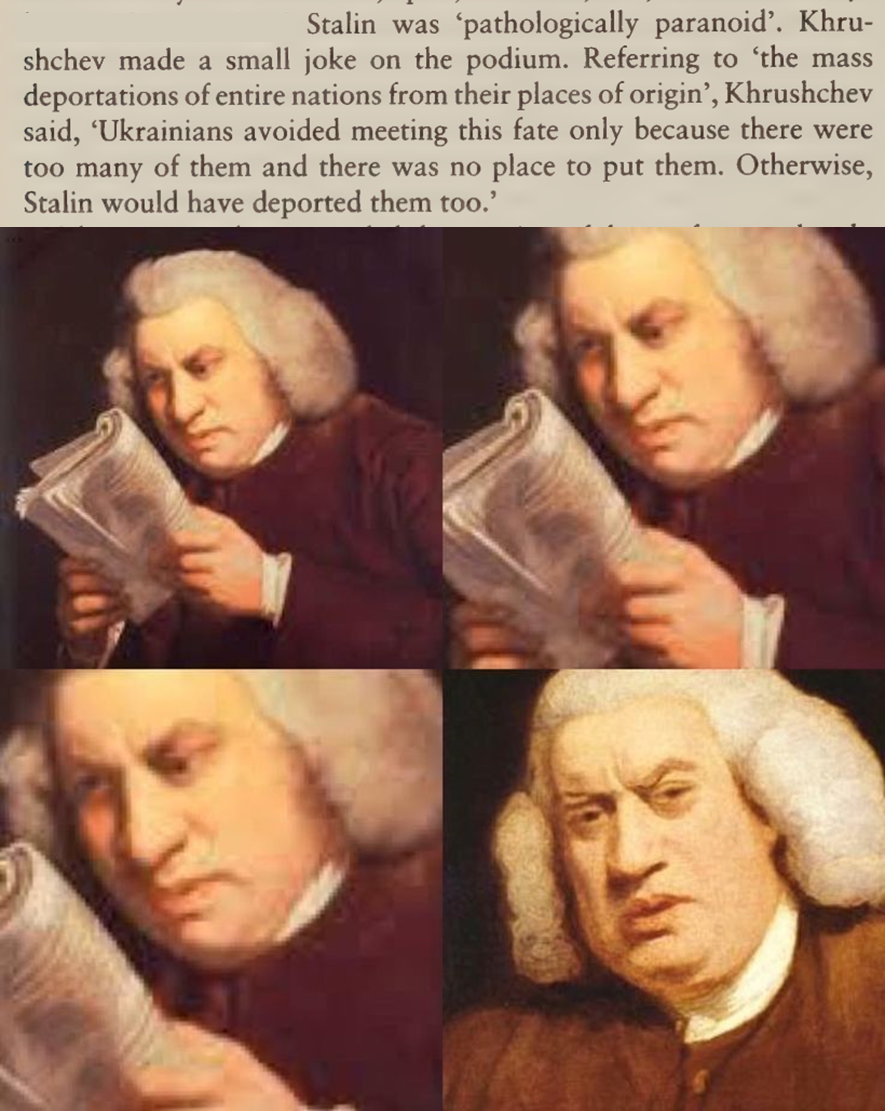 Stalin was ‘pathologically paranoid’. Khru-
shchev made a small joke on the podium. Referring to ‘the mass
deportations of entire nations from their places of origin’, Khrushchev
said, ‘Ukrainians avoided meeting this fate only because there were
too many of them and there was no place to put them. Otherwise,
Stalin would have deported them too.’